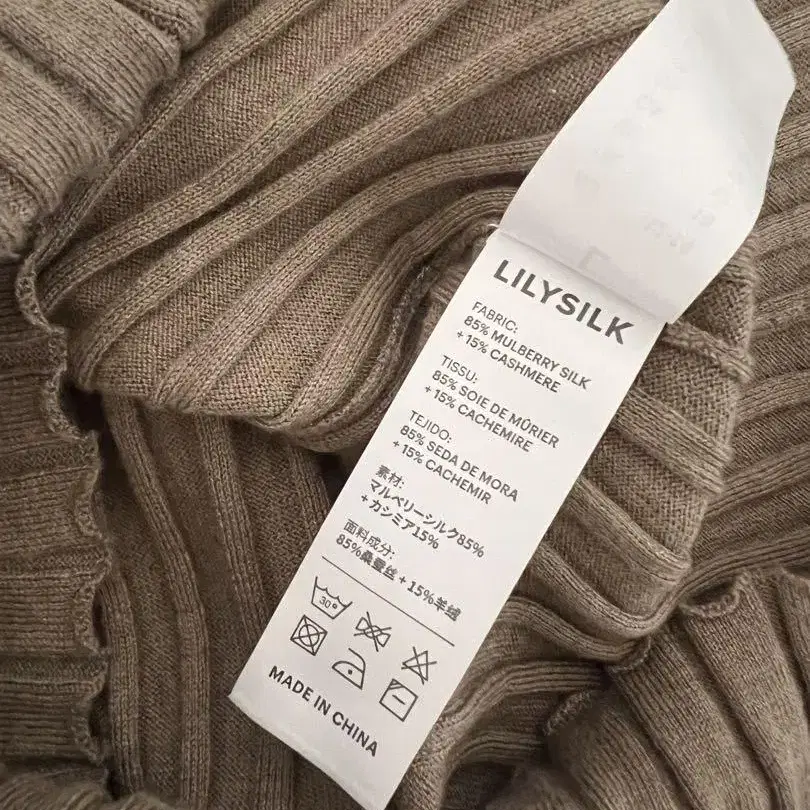 LILYSILK
FABRIC:
85% MULBERRY SILK
+ 15% CASHMERE
TISSU:
85% SOIE DE MÛRIER
+ 15% CACHEMIRE
TEJIDO:
85% SEDA DE MORA
+ 15% CACHEMIR
素材:
マルベリーシルク85%
+ カシミア15%
面料成分:
85%桑蚕丝 + 15%羊绒
30°
MADE IN CHINA